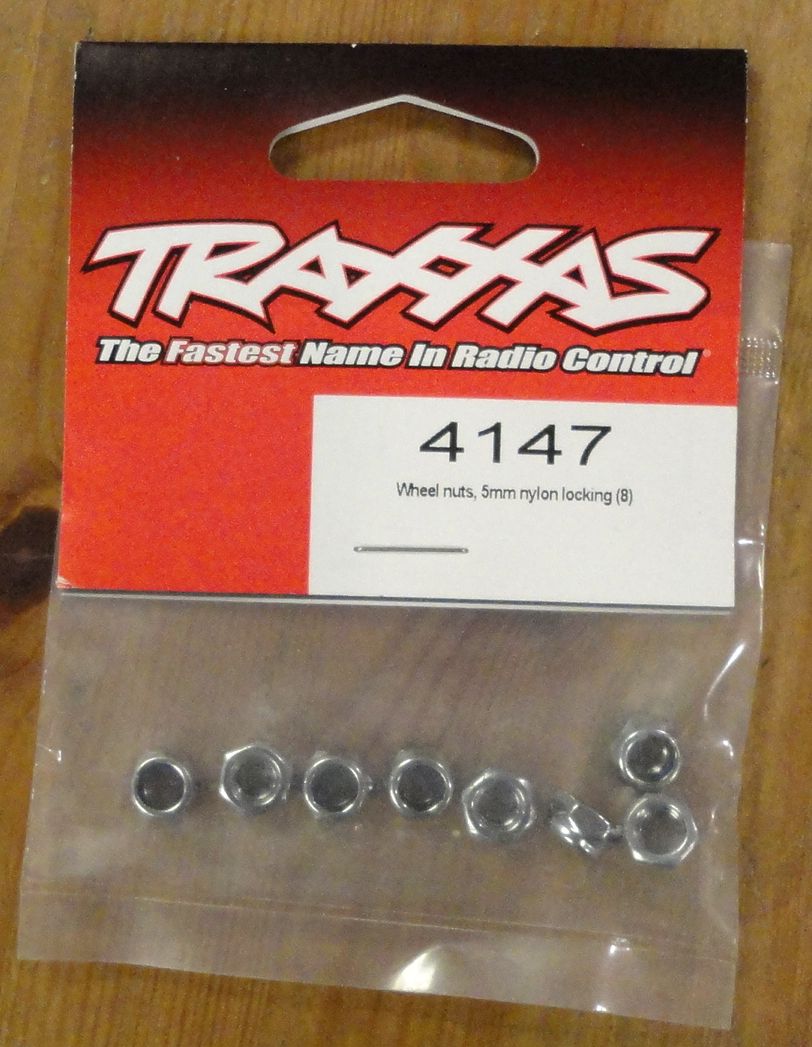 TRAXXAS
The Fastest Name In Radio Control
4147
Wheel nuts, 5mm nylon locking (8)